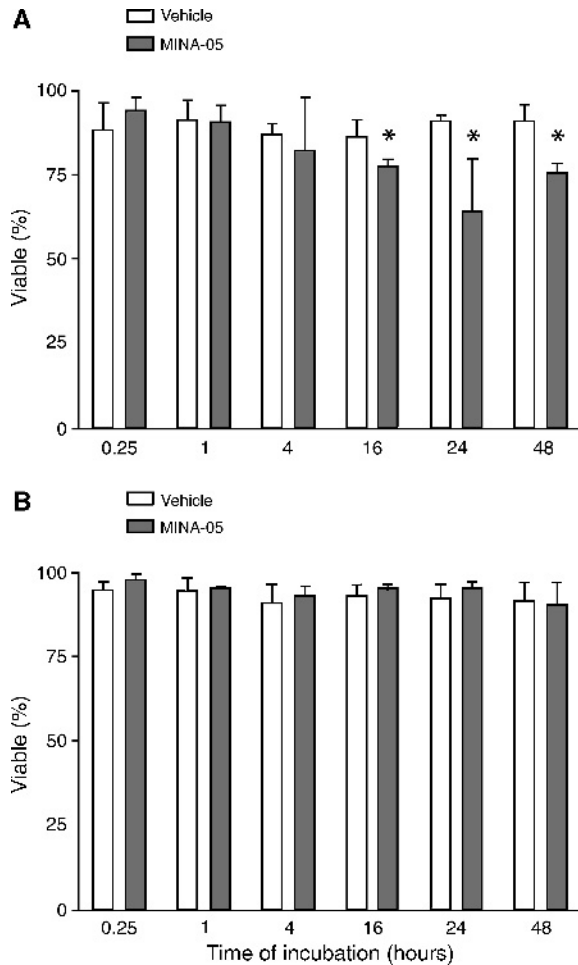 A
Vehicle
MINA-05
100
75
50
25
0
Viable (%)
* * *
0.25 1 4 16 24 48
B
Vehicle
MINA-05
100
75
50
25
0
Viable (%)
0.25 1 4 16 24 48
Time of incubation (hours)